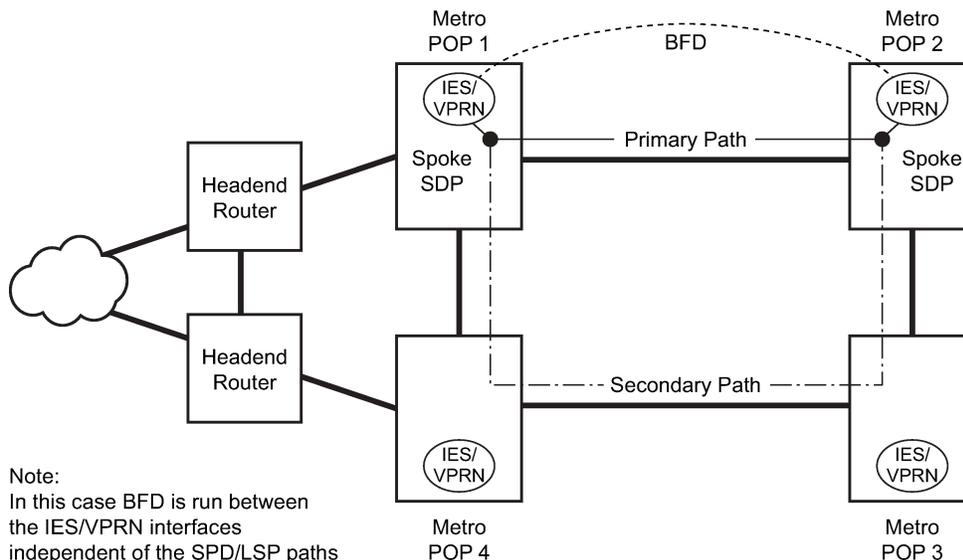 Metro
POP 1
Metro
POP 2
BFD
IES/
VPRN
IES/
VPRN
Primary Path
Spoke
SDP
Spoke
SDP
Headend
Router
Headend
Router
Secondary Path
IES/
VPRN
IES/
VPRN
Note:
In this case BFD is run between
the IES/VPRN interfaces
independent of the SPD/LSP paths
Metro
POP 4
Metro
POP 3